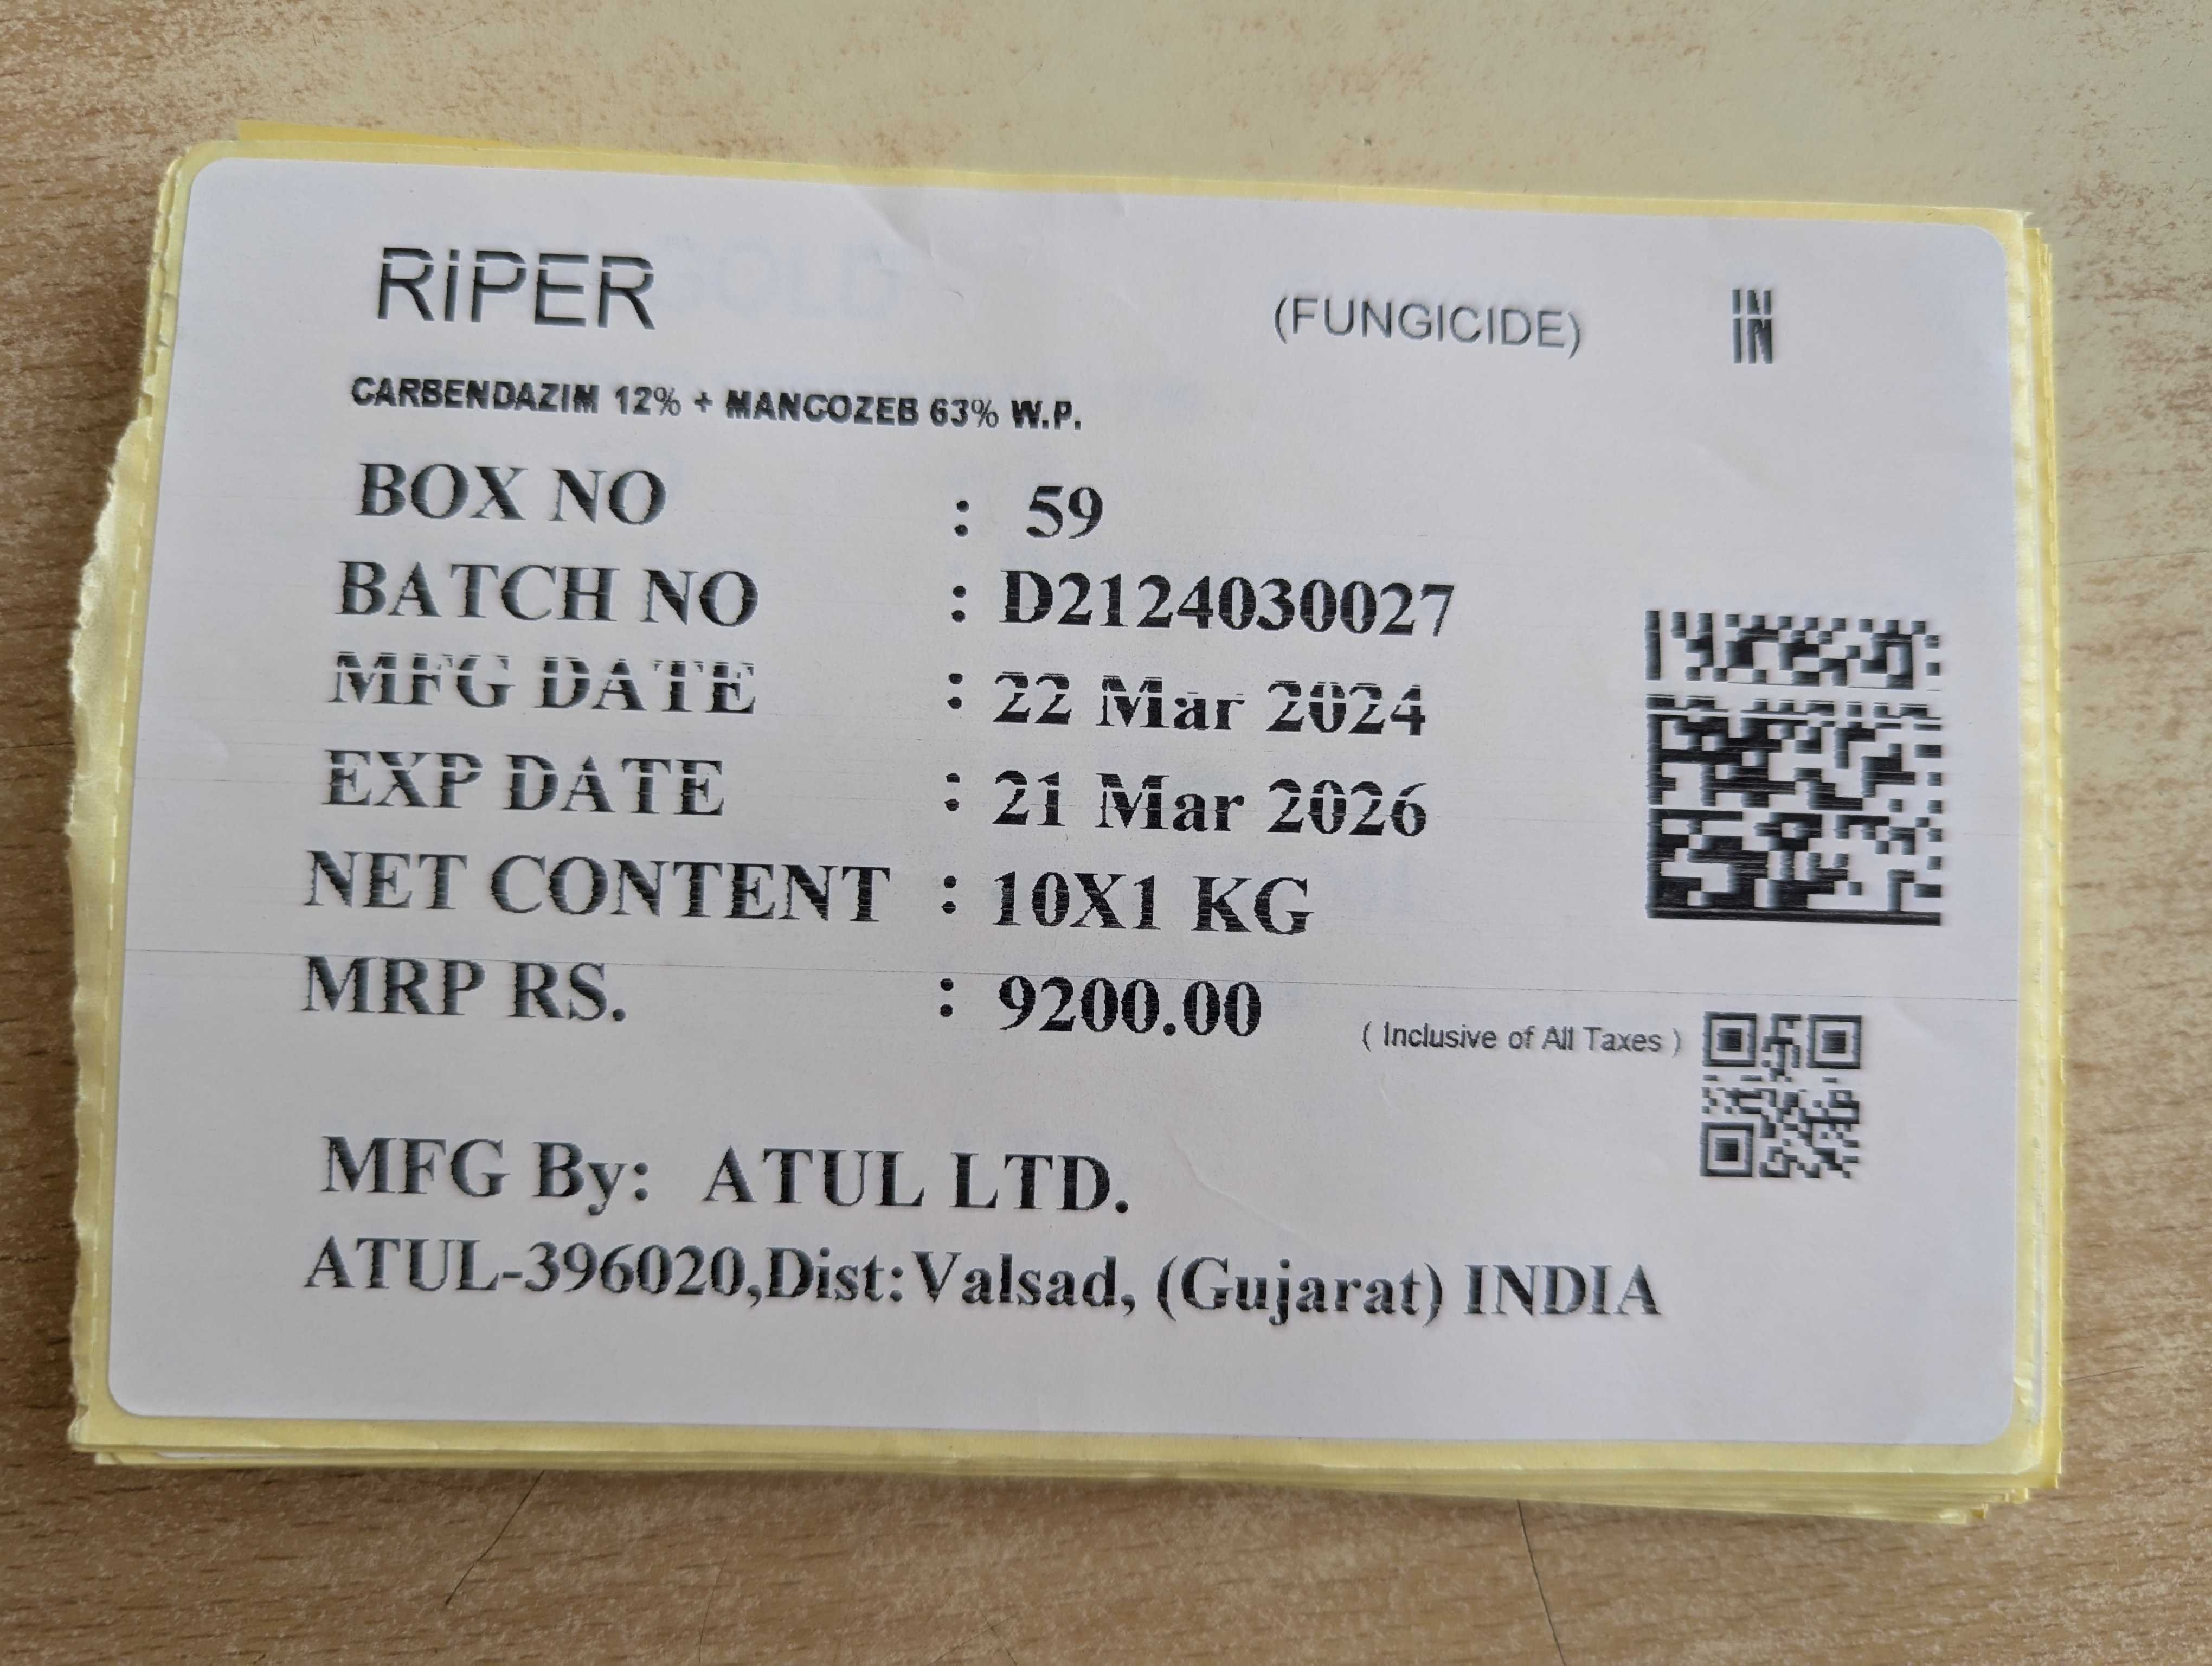 RiPER (FUNGICIDE) IN
CARBENDAZIM 12% + MANCOZEB 63% W.P.
BOX NO : 59
BATCH NO : D2124030027
MFG DATE : 22 Mar 2024
EXP DATE : 21 Mar 2026
NET CONTENT : 10X1 KG
MRP RS. : 9200.00 ( Inclusive of All Taxes )
MFG By: ATUL LTD.
ATUL-396020,Dist:Valsad, (Gujarat) INDIA